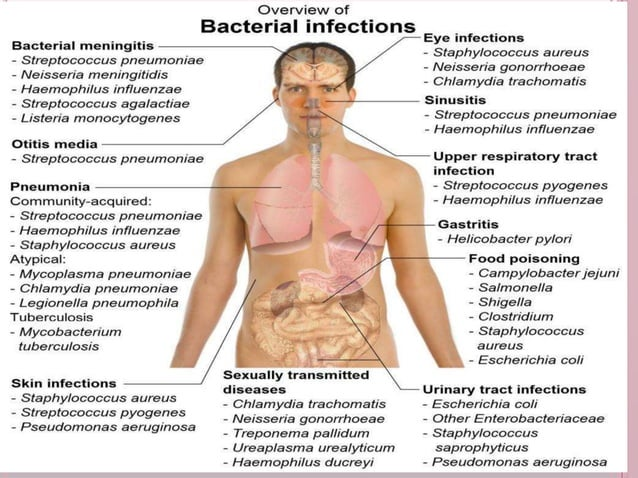 Overview of
Bacterial infections
Bacterial meningitis
- Streptococcus pneumoniae
- Neisseria meningitidis
- Haemophilus influenzae
- Streptococcus agalactiae
- Listeria monocytogenes
Otitis media
- Streptococcus pneumoniae
Pneumonia
Community-acquired:
- Streptococcus pneumoniae
- Haemophilus influenzae
- Staphylococcus aureus
Atypical:
- Mycoplasma pneumoniae
- Chlamydia pneumoniae
- Legionella pneumophila
Tuberculosis
- Mycobacterium
tuberculosis
Skin infections
- Staphylococcus aureus
- Streptococcus pyogenes
- Pseudomonas aeruginosa
Sexually transmitted
diseases
- Chlamydia trachomatis
- Neisseria gonorrhoeae
- Treponema pallidum
- Ureaplasma urealyticum
- Haemophilus ducreyi
Eye infections
- Staphylococcus aureus
- Neisseria gonorrhoeae
- Chlamydia trachomatis
Sinusitis
- Streptococcus pneumoniae
- Haemophilus influenzae
Upper respiratory tract
infection
- Streptococcus pyogenes
- Haemophilus influenzae
Gastritis
- Helicobacter pylori
Food poisoning
- Campylobacter jejuni
- Salmonella
- Shigella
- Clostridium
- Staphylococcus
aureus
- Escherichia coli
Urinary tract infections
- Escherichia coli
- Other Enterobacteriaceae
- Staphylococcus
saprophyticus
- Pseudomonas aeruginosa